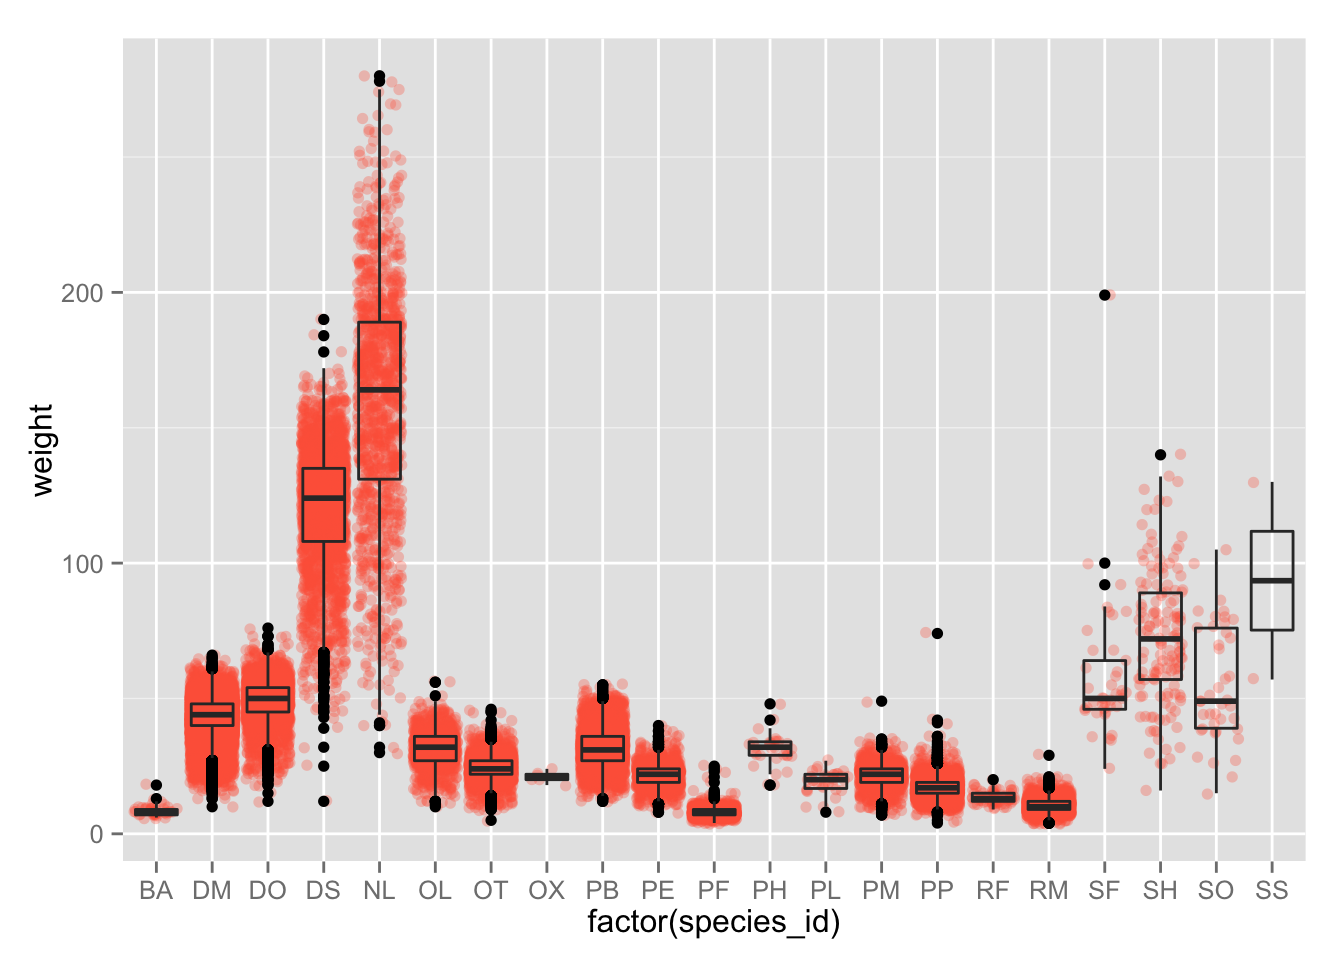 weight
200
100
0
BA DM DO DS NL OL OT OX PB PE PF PH PL PM PP RF RM SF SH SO SS
factor(species_id)